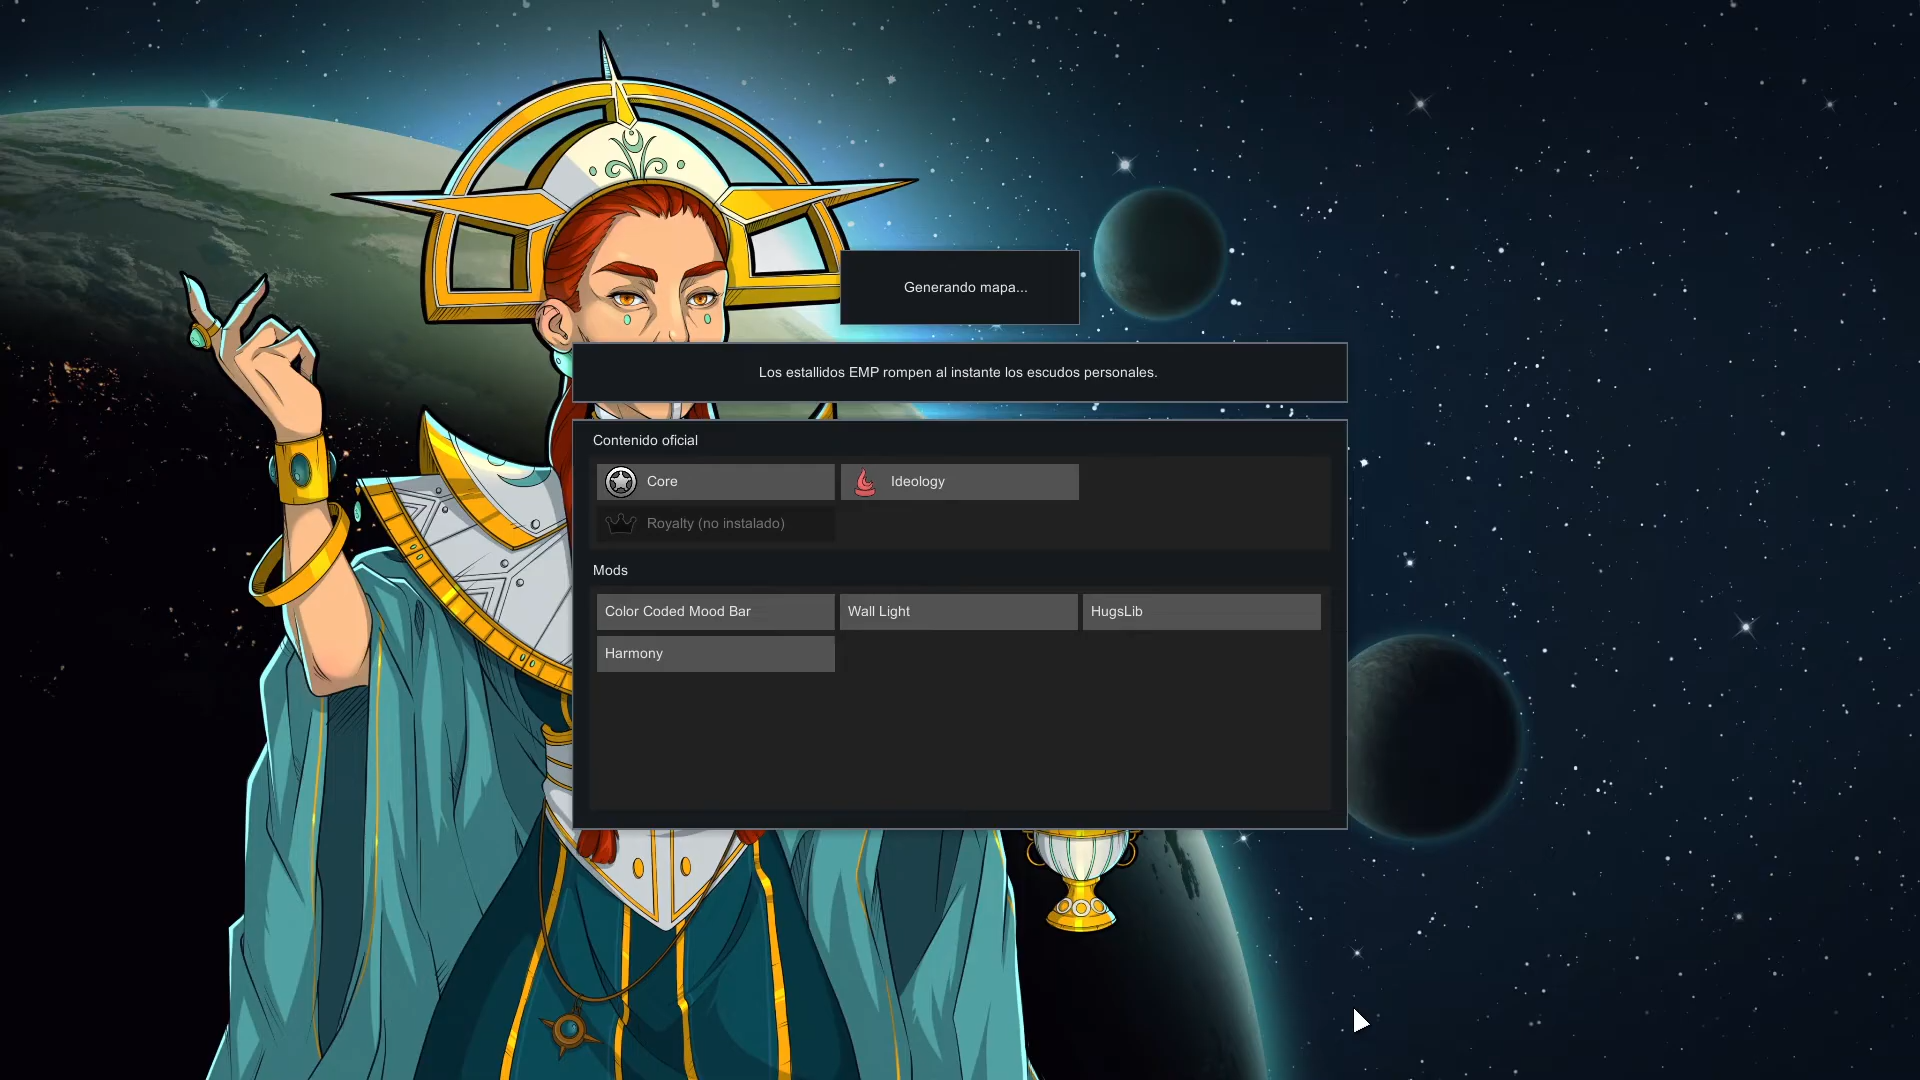 Generando mapa...
Los estallidos EMP rompen al instante los escudos personales.
Contenido oficial
Core
Ideology
Royalty (no instalado)
Mods
Color Coded Mood Bar
Wall Light
HugsLib
Harmony